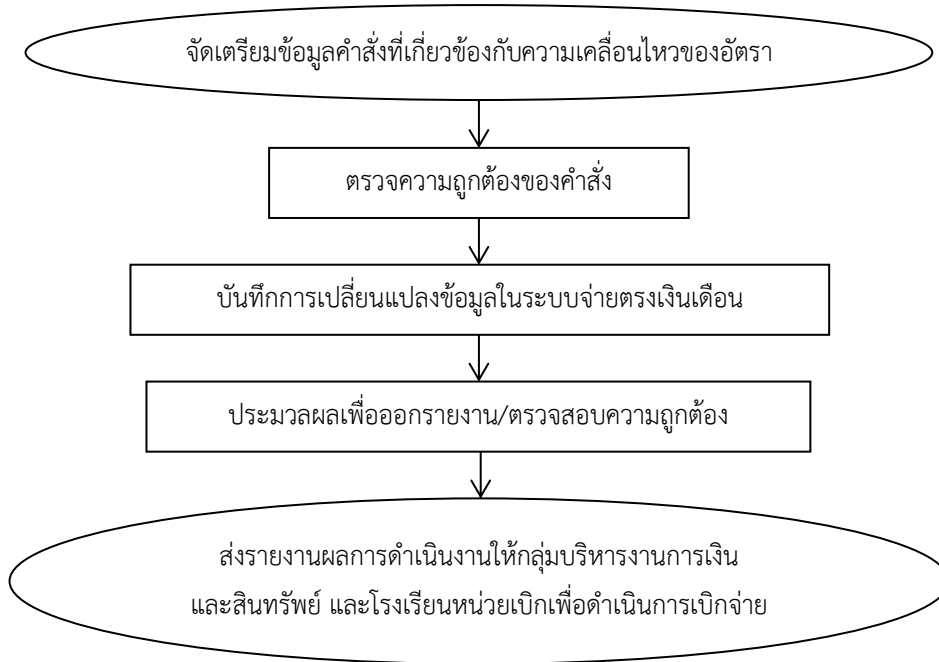 จัดเตรียมข้อมูลคำสั่งที่เกี่ยวข้องกับความเคลื่อนไหวของอัตรา
ตรวจความถูกต้องของคำสั่ง
บันทึกการเปลี่ยนแปลงข้อมูลในระบบจ่ายตรงเงินเดือน
ประมวลผลเพื่อออกรายงาน/ตรวจสอบความถูกต้อง
ส่งรายงานผลการดำเนินงานให้กลุ่มบริหารงานการเงิน
และสินทรัพย์ และโรงเรียนหน่วยเบิกเพื่อดำเนินการเบิกจ่าย